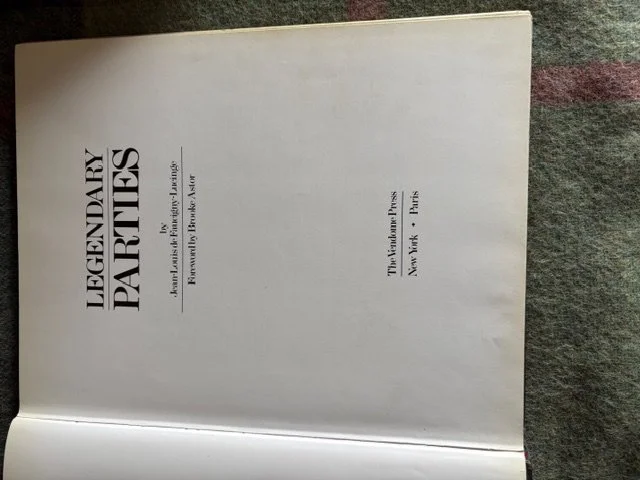 LEGENDARY
PARTIES
by
Jean-Louis de Faucigny-Lucinge
Foreword by Brooke Astor
The Vendome Press
New York • Paris